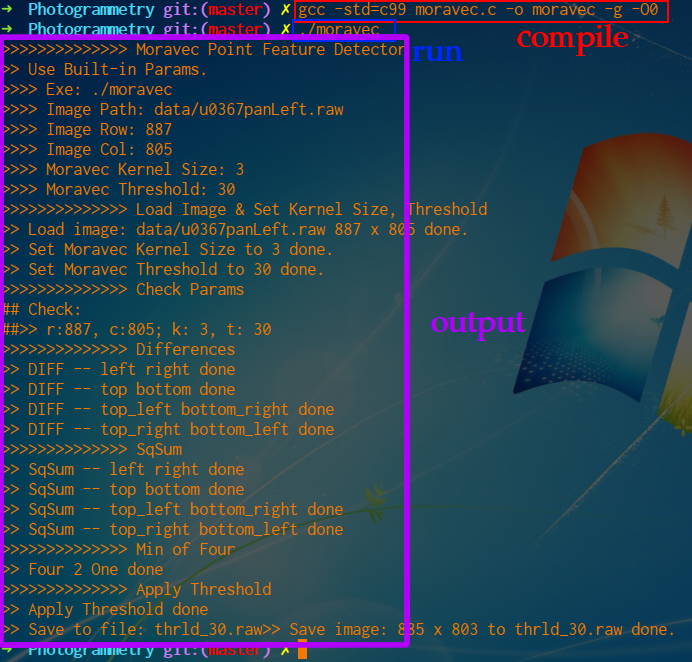 ➜ Photogrammetry git:(master) ✗ gcc -std=c99 moravec.c -o moravec -g -O0
➜ Photogrammetry git:(master) ✗ ./moravec
compile
run
>>>>>>>>>>>>>> Moravec Point Feature Detector
>> Use Built-in Params.
>>>> Exe: ./moravec
>>>> Image Path: data/u0367panLeft.raw
>>>> Image Row: 887
>>>> Image Col: 805
>>>> Moravec Kernel Size: 3
>>>> Moravec Threshold: 30
>>>>>>>>>>>>>> Load Image & Set Kernel Size, Threshold
>> Load image: data/u0367panLeft.raw 887 x 805 done.
>> Set Moravec Kernel Size to 3 done.
>> Set Moravec Threshold to 30 done.
>>>>>>>>>>>>>> Check Params
## Check:
##>> r:887, c:805; k: 3, t: 30
output
>>>>>>>>>>>>>> Differences
>> DIFF -- left right done
>> DIFF -- top bottom done
>> DIFF -- top_left bottom_right done
>> DIFF -- top_right bottom_left done
>>>>>>>>>>>>>> SqSum
>> SqSum -- left right done
>> SqSum -- top bottom done
>> SqSum -- top_left bottom_right done
>> SqSum -- top_right bottom_left done
>>>>>>>>>>>>>> Min of Four
>> Four 2 One done
>>>>>>>>>>>>>> Apply Threshold
>> Apply Threshold done
>> Save to file: thrld_30.raw>> Save image: 885 x 803 to thrld_30.raw done.
➜ Photogrammetry git:(master) ✗